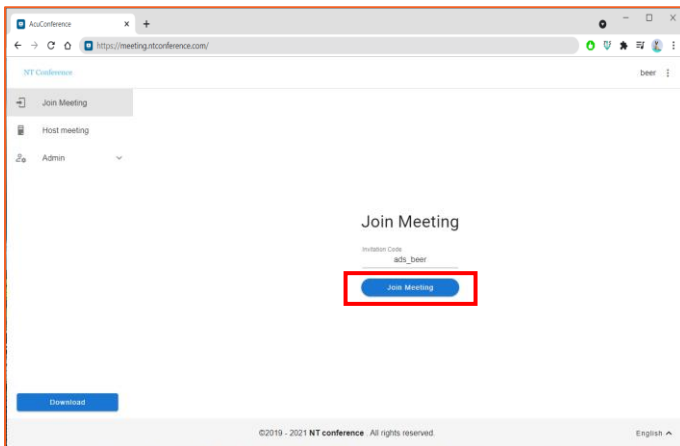 AcuConference
https://meeting.ntconference.com/
NT Conference
beer
Join Meeting
Host meeting
Admin
Join Meeting
Invitation Code
ads_beer
Join Meeting
Download
©2019 - 2021 NT conference . All rights reserved.
English